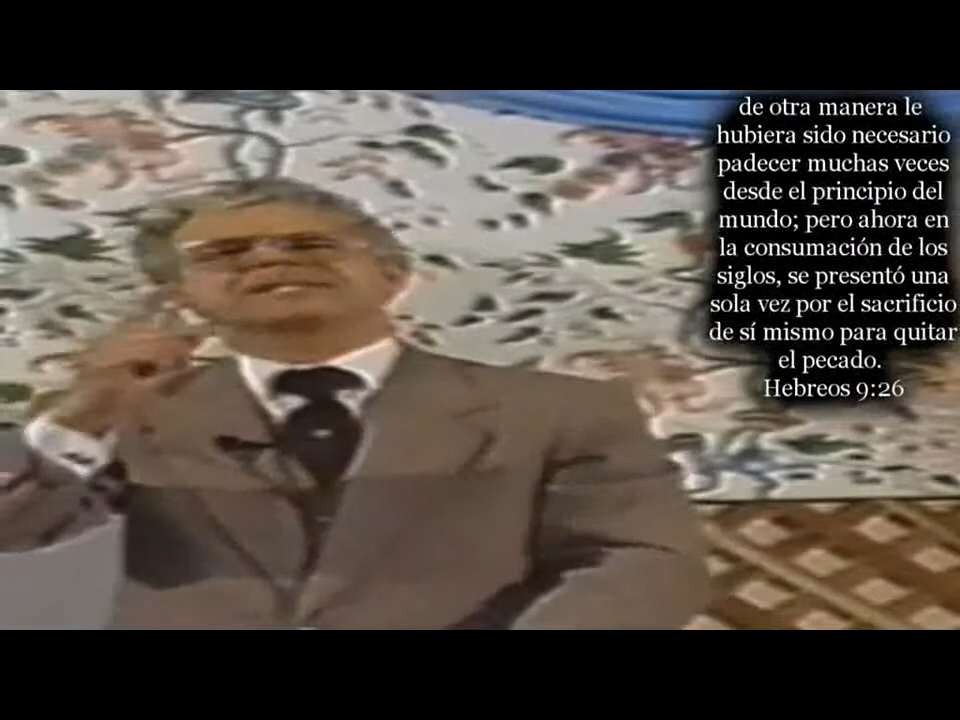 de otra manera le
hubiera sido necesario
padecer muchas veces
desde el principio del
mundo; pero ahora en
la consumación de los
siglos, se presentó una
sola vez por el sacrificio
de sí mismo para quitar
el pecado.
Hebreos 9:26